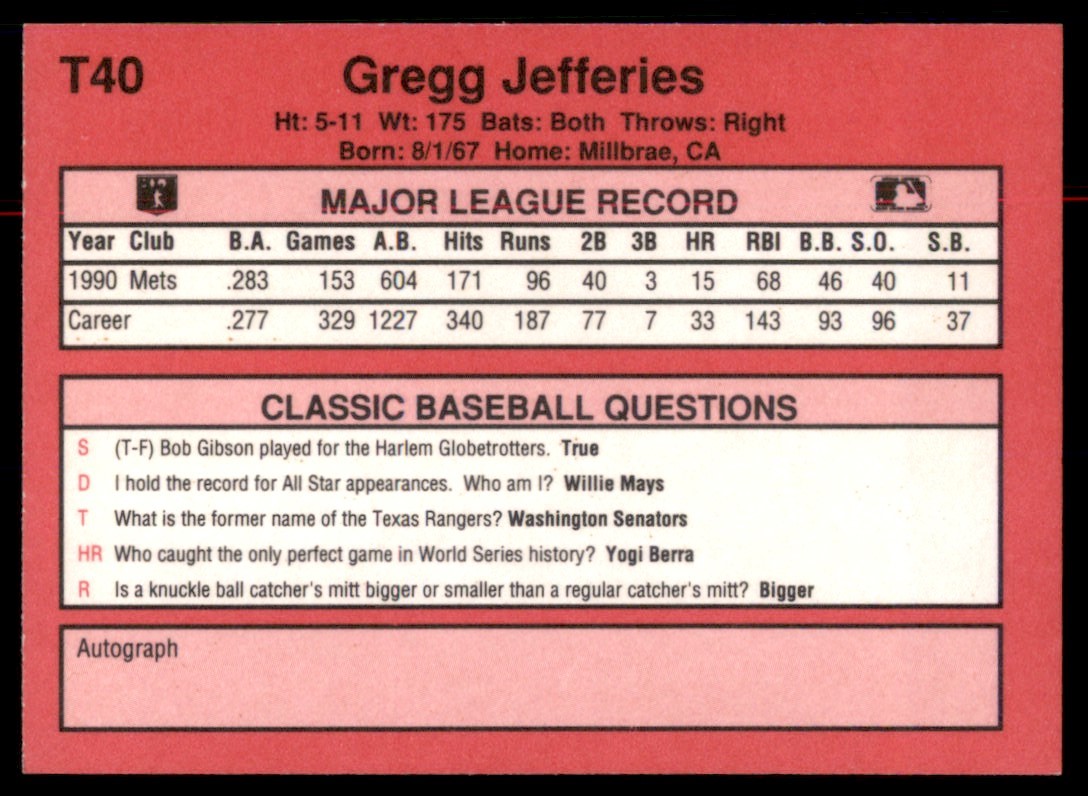 T40 Gregg Jefferies
Ht: 5-11 Wt: 175 Bats: Both Throws: Right
Born: 8/1/67 Home: Millbrae, CA
MAJOR LEAGUE RECORD
Year Club B.A. Games A.B. Hits Runs 2B 3B HR RBI B.B. S.O. S.B.
1990 Mets .283 153 604 171 96 40 3 15 68 46 40 11
Career .277 329 1227 340 187 77 7 33 143 93 96 37
CLASSIC BASEBALL QUESTIONS
S (T-F) Bob Gibson played for the Harlem Globetrotters. True
D I hold the record for All Star appearances. Who am I? Willie Mays
T What is the former name of the Texas Rangers? Washington Senators
HR Who caught the only perfect game in World Series history? Yogi Berra
R Is a knuckle ball catcher's mitt bigger or smaller than a regular catcher's mitt? Bigger
Autograph